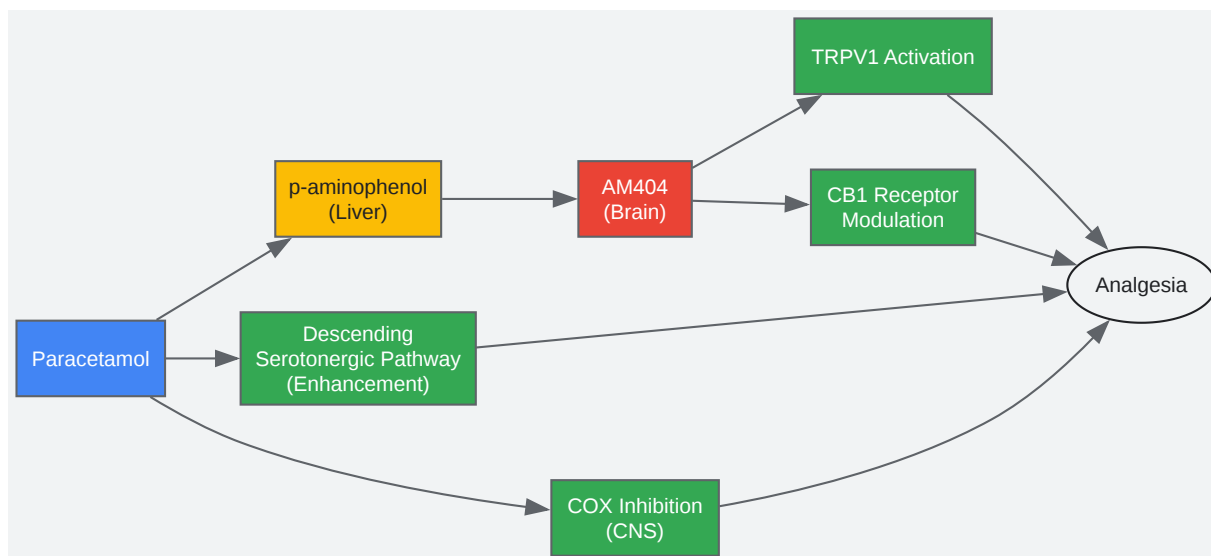 TRPV1 Activation
p-aminophenol
(Liver)
AM404
(Brain)
CB1 Receptor
Modulation
Analgesia
Paracetamol
Descending
Serotonergic Pathway
(Enhancement)
COX Inhibition
(CNS)